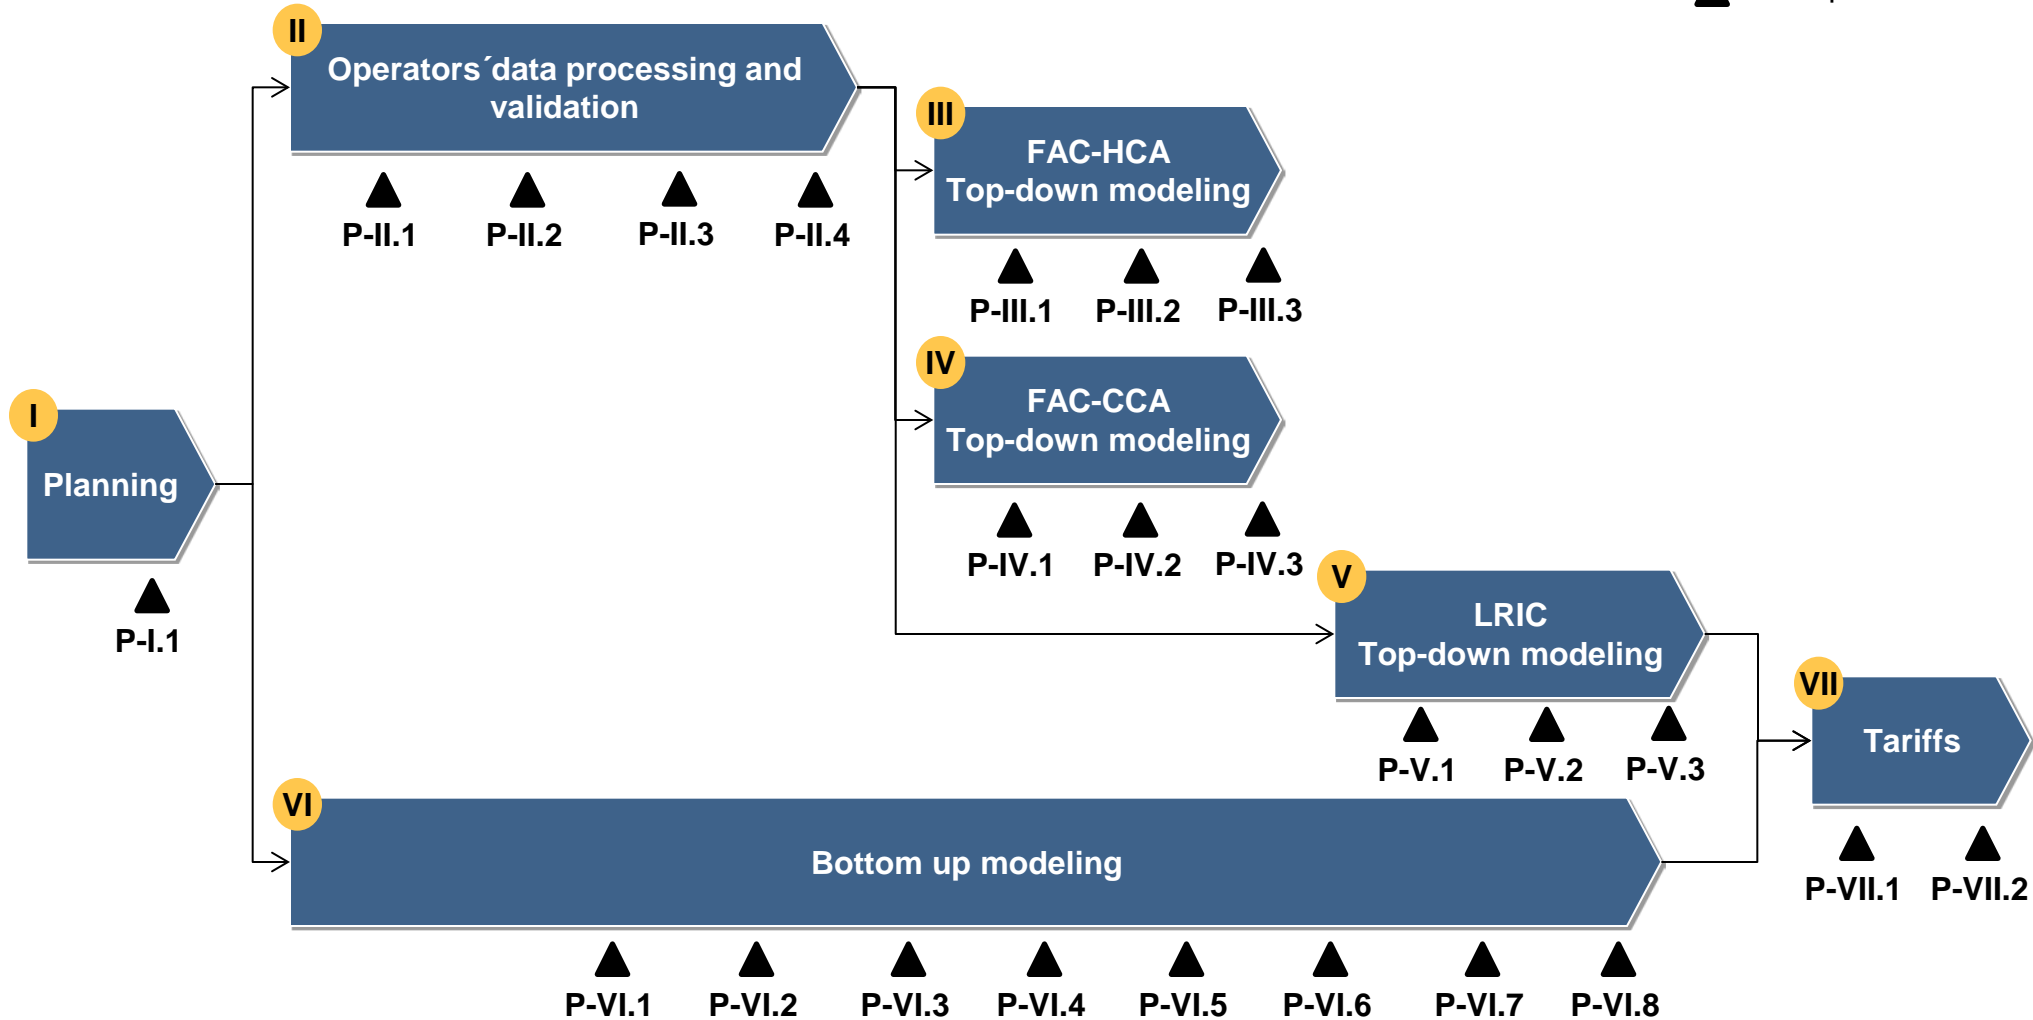 II
Operators´data processing and
validation
P-II.1 P-II.2 P-II.3 P-II.4
III
FAC-HCA
Top-down modeling
P-III.1 P-III.2 P-III.3
IV
FAC-CCA
Top-down modeling
P-IV.1 P-IV.2 P-IV.3
I
Planning
P-I.1
V
LRIC
Top-down modeling
P-V.1 P-V.2 P-V.3
VII
Tariffs
P-VII.1 P-VII.2
VI
Bottom up modeling
P-VI.1 P-VI.2 P-VI.3 P-VI.4 P-VI.5 P-VI.6 P-VI.7 P-VI.8